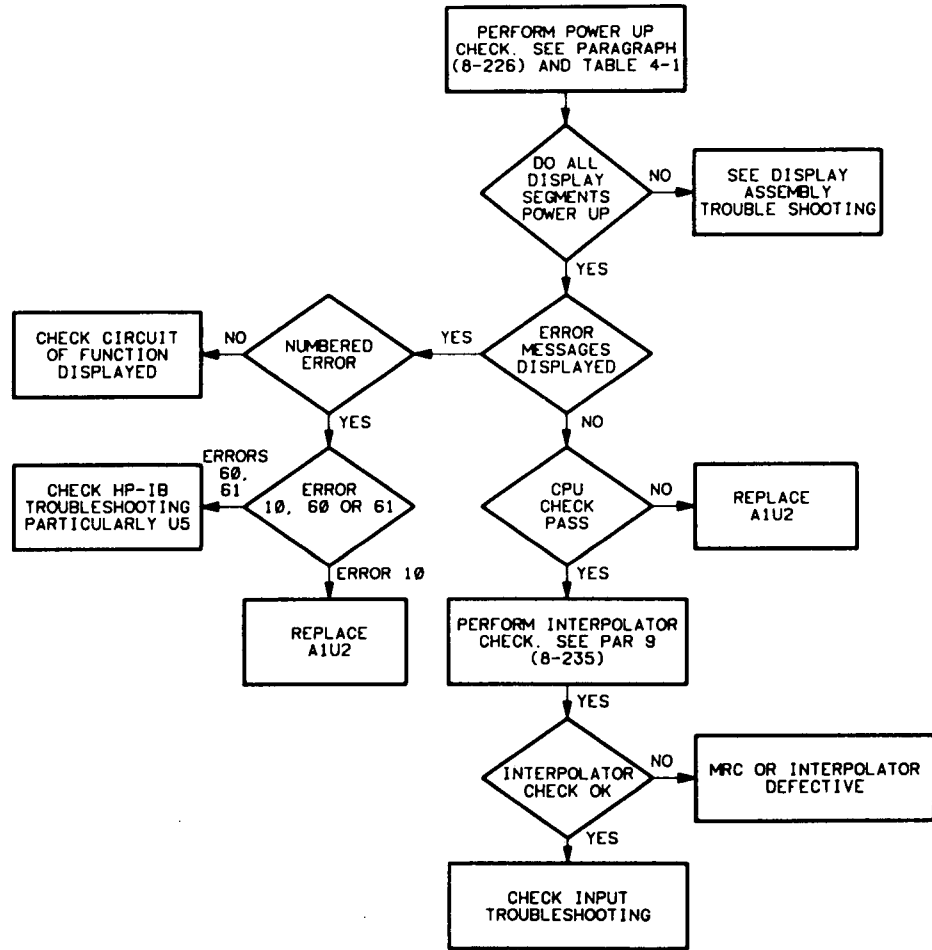 PERFORM POWER UP
CHECK. SEE PARAGRAPH
(8-226) AND TABLE 4-1
DO ALL
DISPLAY
SEGMENTS
POWER UP
NO
SEE DISPLAY
ASSEMBLY
TROUBLE SHOOTING
YES
ERROR
MESSAGES
DISPLAYED
YES
NUMBERED
ERROR
NO
CHECK CIRCUIT
OF FUNCTION
DISPLAYED
YES
ERROR
10, 60 OR 61
ERRORS
60,
61
CHECK HP-IB
TROUBLESHOOTING
PARTICULARLY U5
ERROR 10
REPLACE
A1U2
NO
CPU
CHECK
PASS
NO
REPLACE
A1U2
YES
PERFORM INTERPOLATOR
CHECK. SEE PAR 9
(8-235)
YES
INTERPOLATOR
CHECK OK
NO
MRC OR INTERPOLATOR
DEFECTIVE
YES
CHECK INPUT
TROUBLESHOOTING